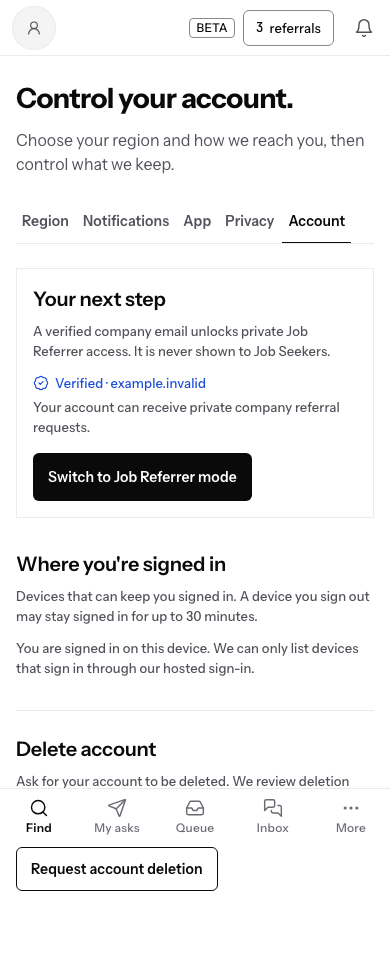 BETA
3 referrals
Control your account.
Choose your region and how we reach you, then
control what we keep.
Region Notifications App Privacy Account
Your next step
A verified company email unlocks private Job
Referrer access. It is never shown to Job Seekers.
Verified · example.invalid
Your account can receive private company referral
requests.
Switch to Job Referrer mode
Where you're signed in
Devices that can keep you signed in. A device you sign out
may stay signed in for up to 30 minutes.
You are signed in on this device. We can only list devices
that sign in through our hosted sign-in.
Delete account
Ask for your account to be deleted. We review deletion
Find My asks Queue Inbox More
Request account deletion